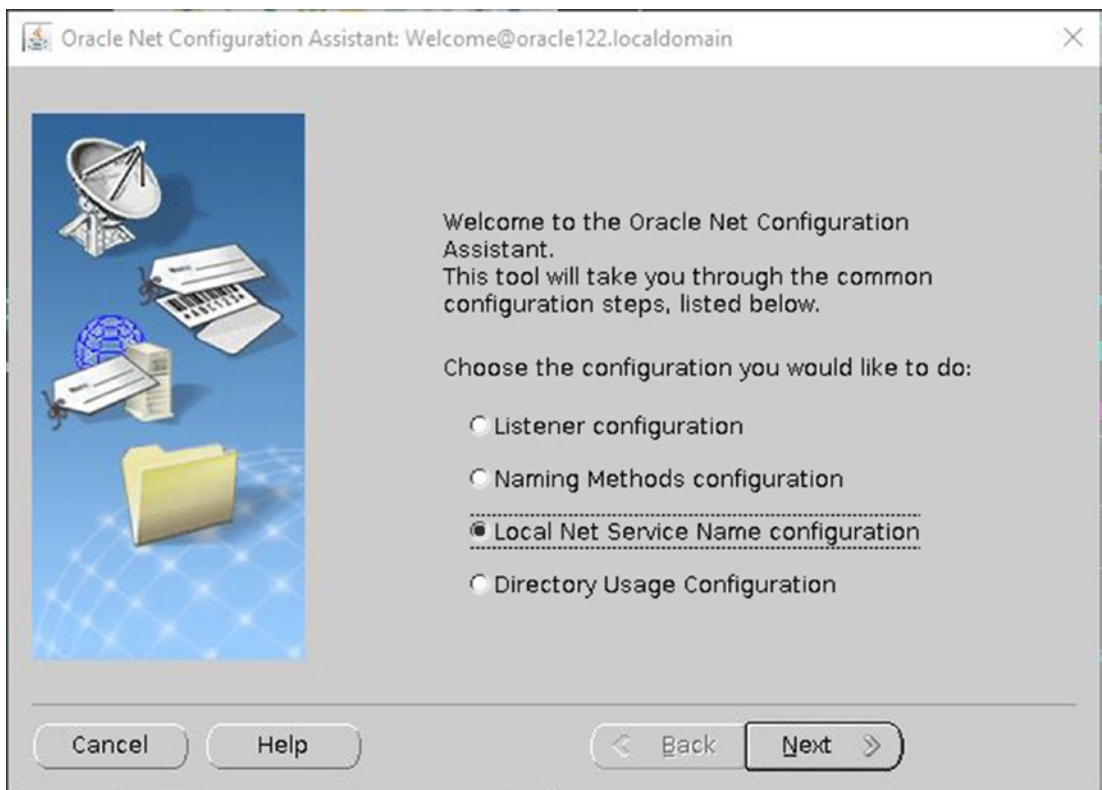 Oracle Net Configuration Assistant: Welcome@oracle122.localdomain
Welcome to the Oracle Net Configuration
Assistant.
This tool will take you through the common
configuration steps, listed below.
Choose the configuration you would like to do:
Listener configuration
Naming Methods configuration
Local Net Service Name configuration
Directory Usage Configuration
Cancel
Help
Back
Next